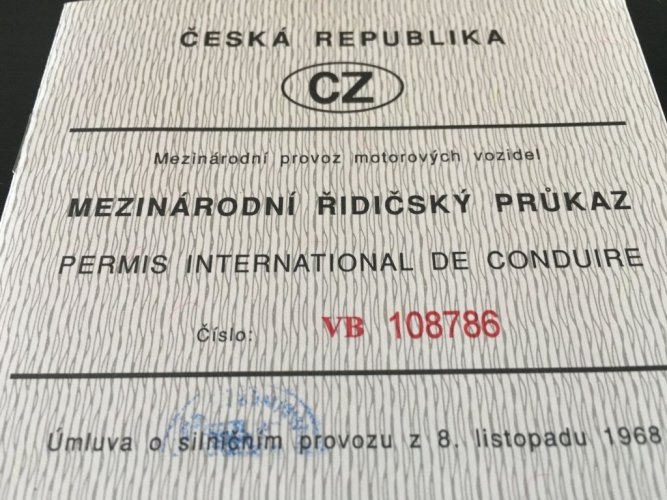 ČESKÁ REPUBLIKA
CZ
Mezinárodní provoz motorových vozidel
MEZINÁRODNÍ ŘIDIČSKÝ PRŮKAZ
PERMIS INTERNATIONAL DE CONDUIRE
Číslo: VB 108786
Úmluva o silničním provozu z 8. listopadu 1968